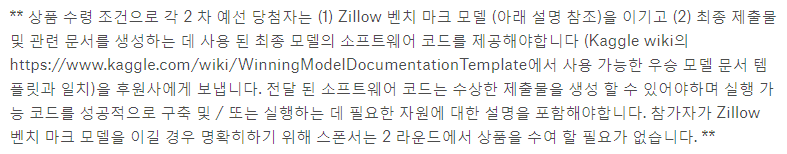 ** 상품 수령 조건으로 각 2 차 예선 당첨자는 (1) Zillow 벤치 마크 모델 (아래 설명 참조)을 이기고 (2) 최종 제출물
및 관련 문서를 생성하는 데 사용 된 최종 모델의 소프트웨어 코드를 제공해야합니다 (Kaggle wiki의
https://www.kaggle.com/wiki/WinningModelDocumentationTemplate에서 사용 가능한 우승 모델 문서 템
플릿과 일치)을 후원사에게 보냅니다. 전달 된 소프트웨어 코드는 수상한 제출물을 생성 할 수 있어야하며 실행 가
능 코드를 성공적으로 구축 및 / 또는 실행하는 데 필요한 자원에 대한 설명을 포함해야합니다. 참가자가 Zillow
벤치 마크 모델을 이길 경우 명확히하기 위해 스폰서는 2 라운드에서 상품을 수여 할 필요가 없습니다. **